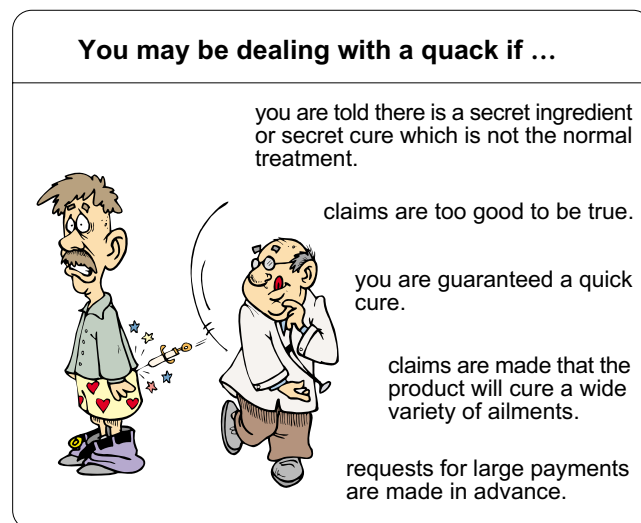 You may be dealing with a quack if …
you are told there is a secret ingredient
or secret cure which is not the normal
treatment.
claims are too good to be true.
you are guaranteed a quick
cure.
claims are made that the
product will cure a wide
variety of ailments.
requests for large payments
are made in advance.